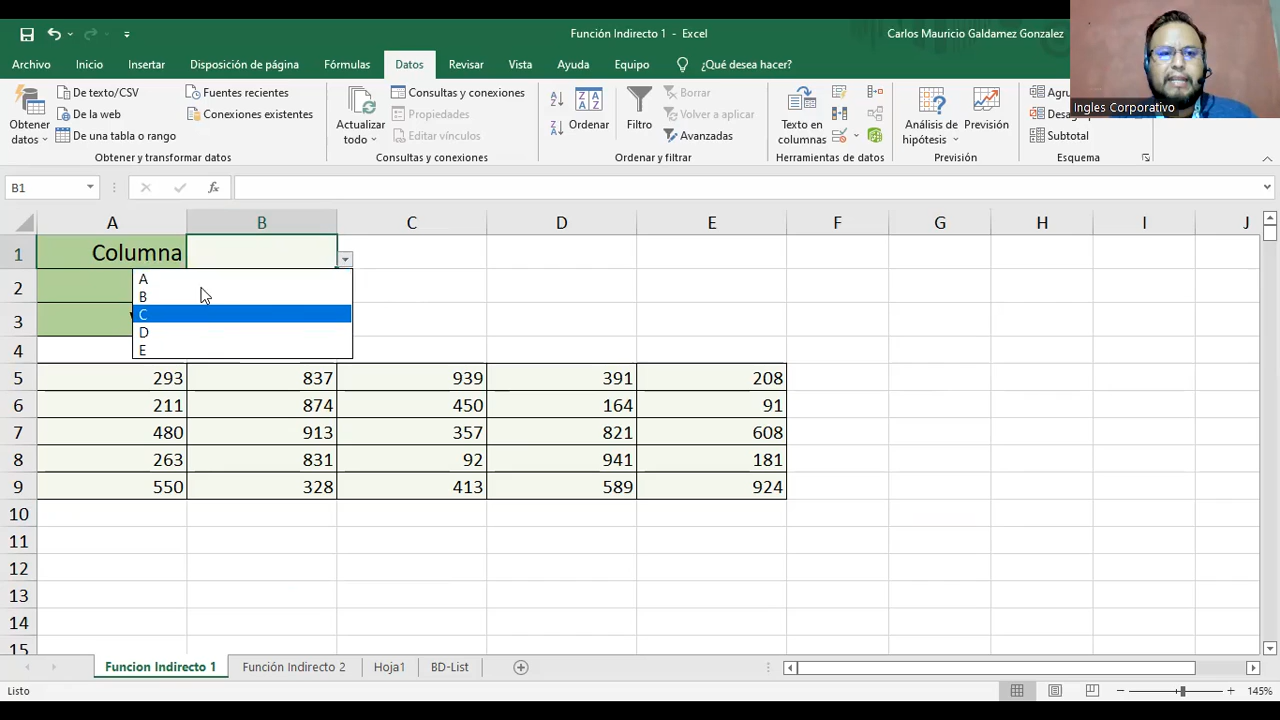 Función Indirecto 1 - Excel
Carlos Mauricio Galdamez Gonzalez
Archivo Inicio Insertar Disposición de página Fórmulas Datos Revisar Vista Ayuda Equipo ¿Qué desea hacer?
Ingles Corporativo
Obtener datos
De texto/CSV
De la web
De una tabla o rango
Fuentes recientes
Conexiones existentes
Obtener y transformar datos
Actualizar todo
Consultas y conexiones
Propiedades
Editar vínculos
Consultas y conexiones
Ordenar
Filtro
Borrar
Volver a aplicar
Avanzadas
Ordenar y filtrar
Texto en columnas
Herramientas de datos
Análisis de hipótesis
Previsión
Previsión
Subtotal
Esquema
B1
fx
A B C D E F G H I J
1 Columna
2
3
4
A
B
C
D
E
5 293 837 939 391 208
6 211 874 450 164 91
7 480 913 357 821 608
8 263 831 92 941 181
9 550 328 413 589 924
10
11
12
13
14
15
Funcion Indirecto 1 Función Indirecto 2 Hoja1 BD-List
Listo
145%